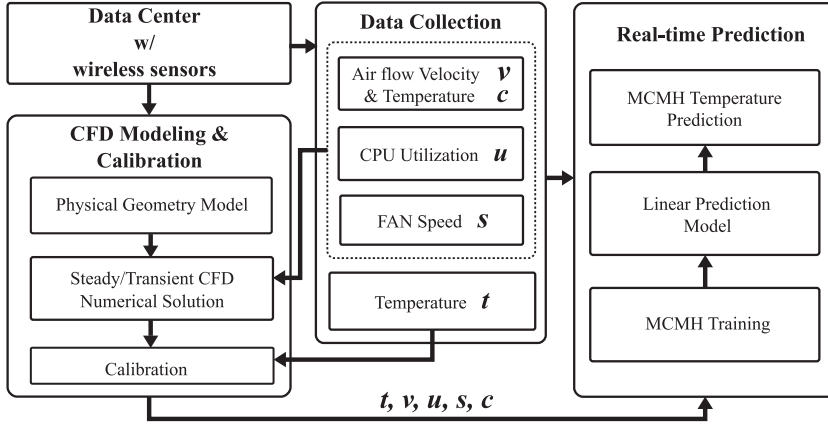 Data Center
w/
wireless sensors
CFD Modeling &
Calibration
Physical Geometry Model
Steady/Transient CFD
Numerical Solution
Calibration
Data Collection
Air flow Velocity v
& Temperature c
CPU Utilization u
FAN Speed s
Temperature t
Real-time Prediction
MCMH Temperature
Prediction
Linear Prediction
Model
MCMH Training
t, v, u, s, c